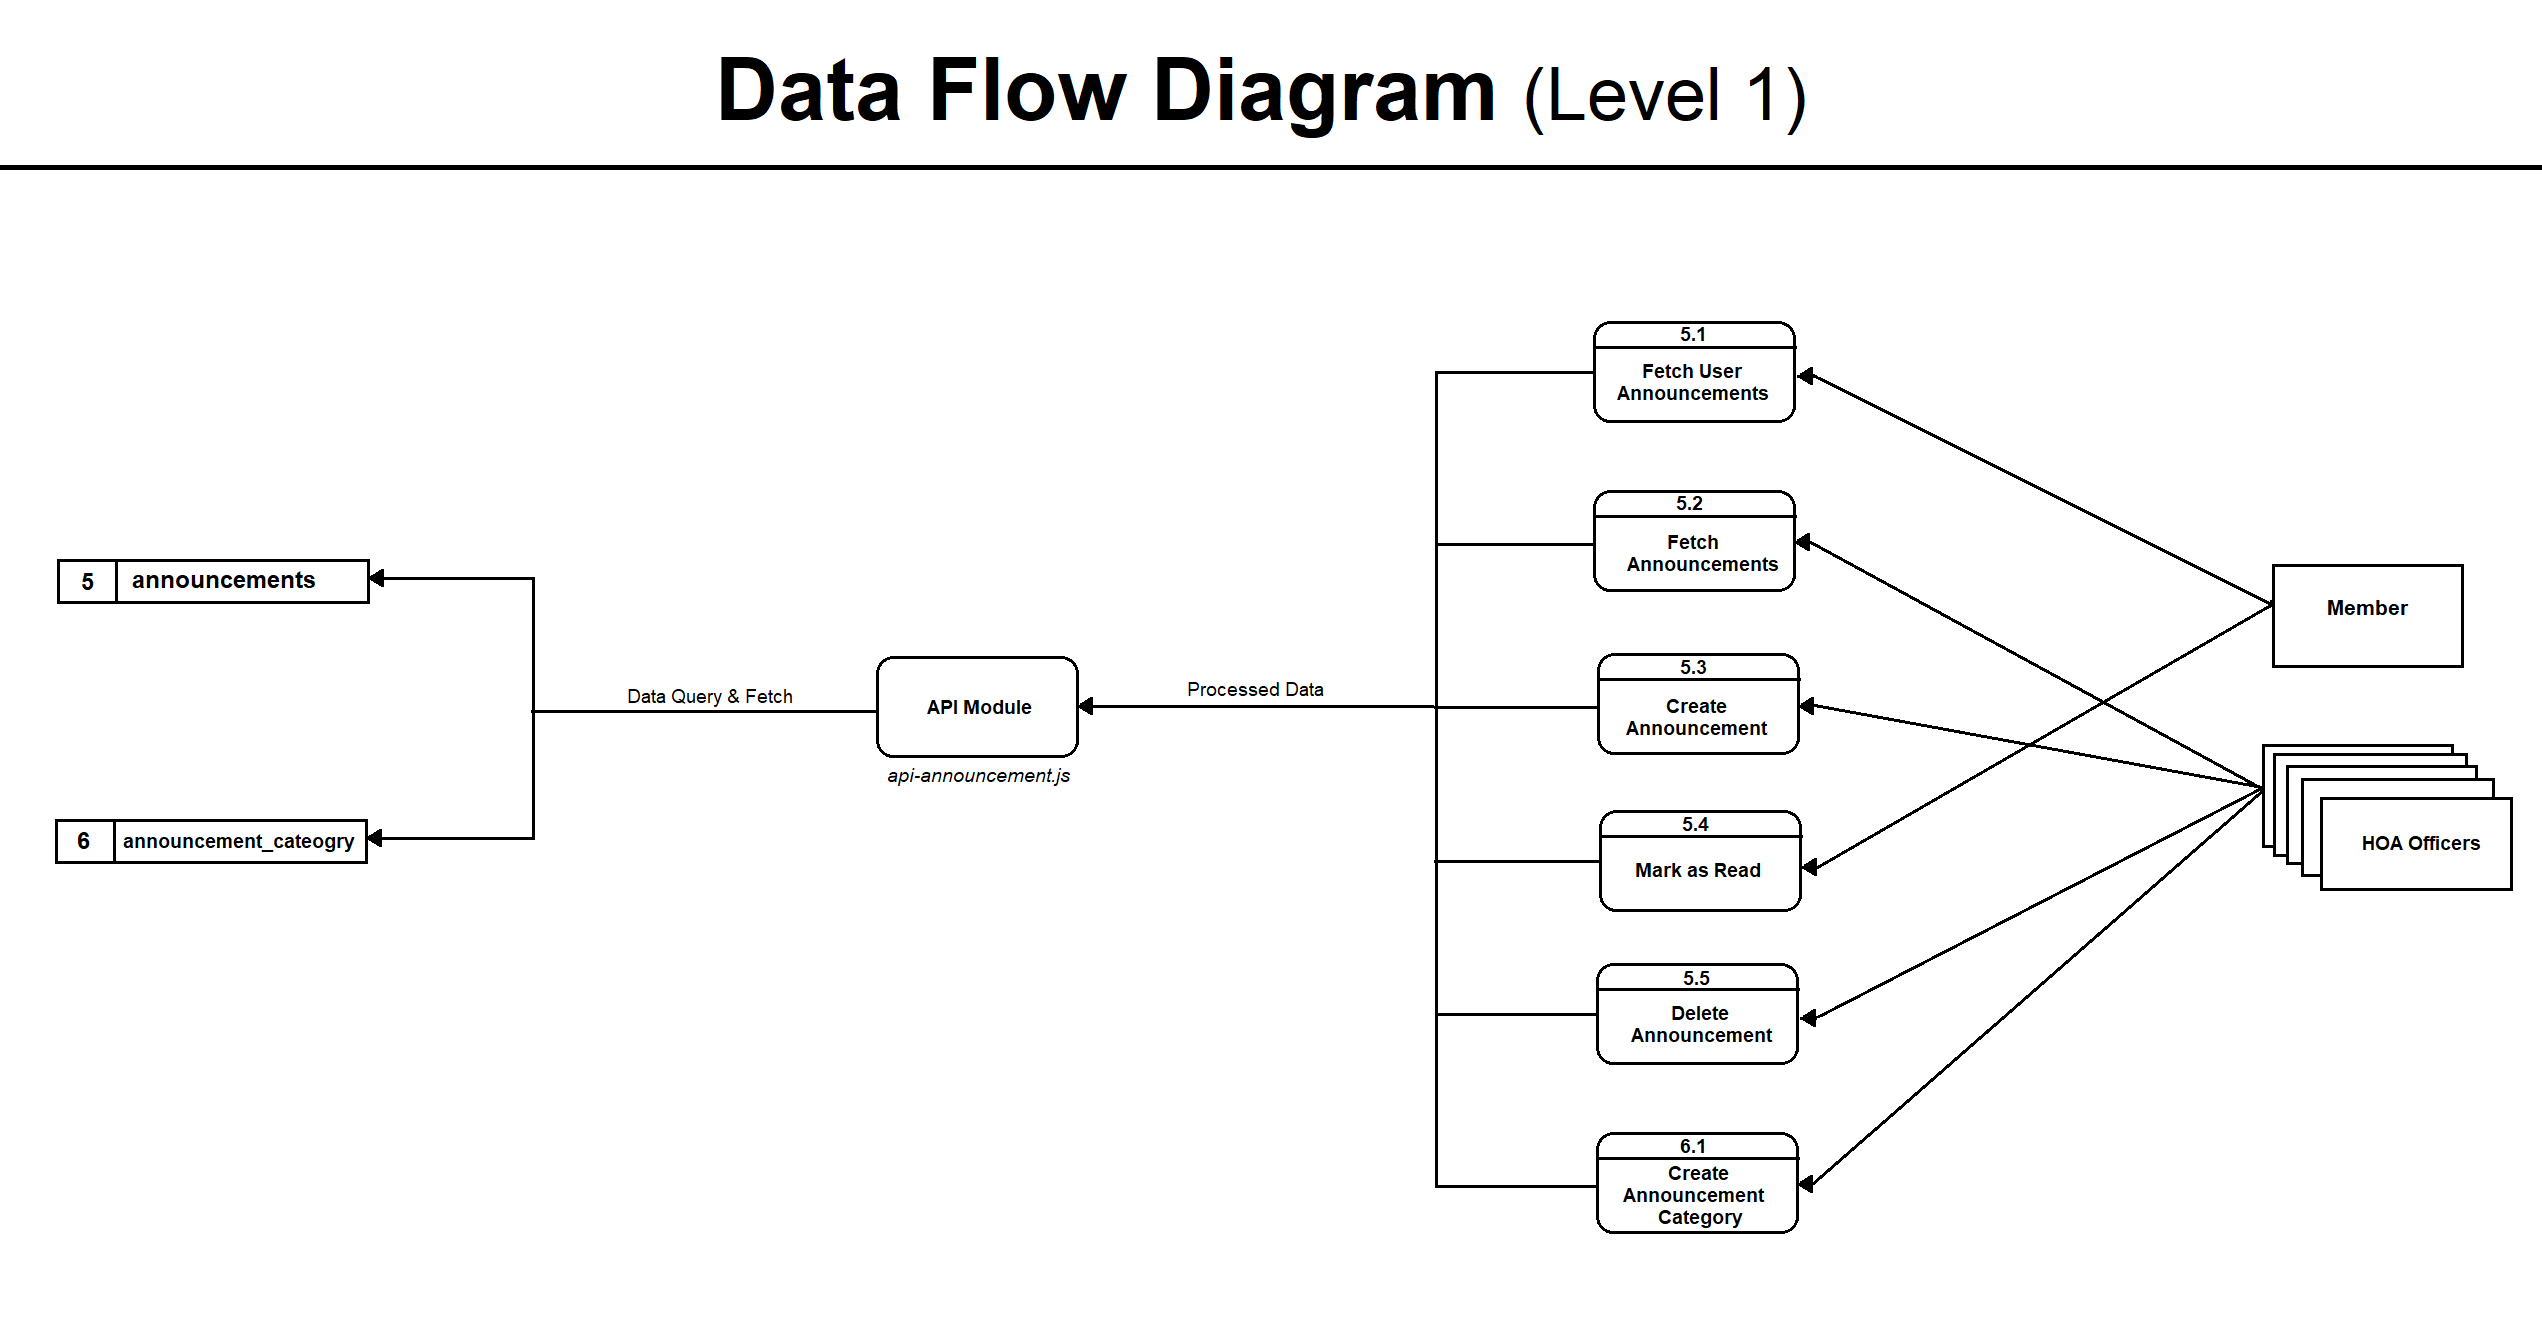 Data Flow Diagram (Level 1)
5.1
Fetch User
Announcements
5.2
Fetch
Announcements
5 announcements
Member
5.3
Create
Announcement
Data Query & Fetch
Processed Data
API Module
api-announcement.js
5.4
Mark as Read
6 announcement_cateogry
HOA Officers
5.5
Delete
Announcement
6.1
Create
Announcement
Category